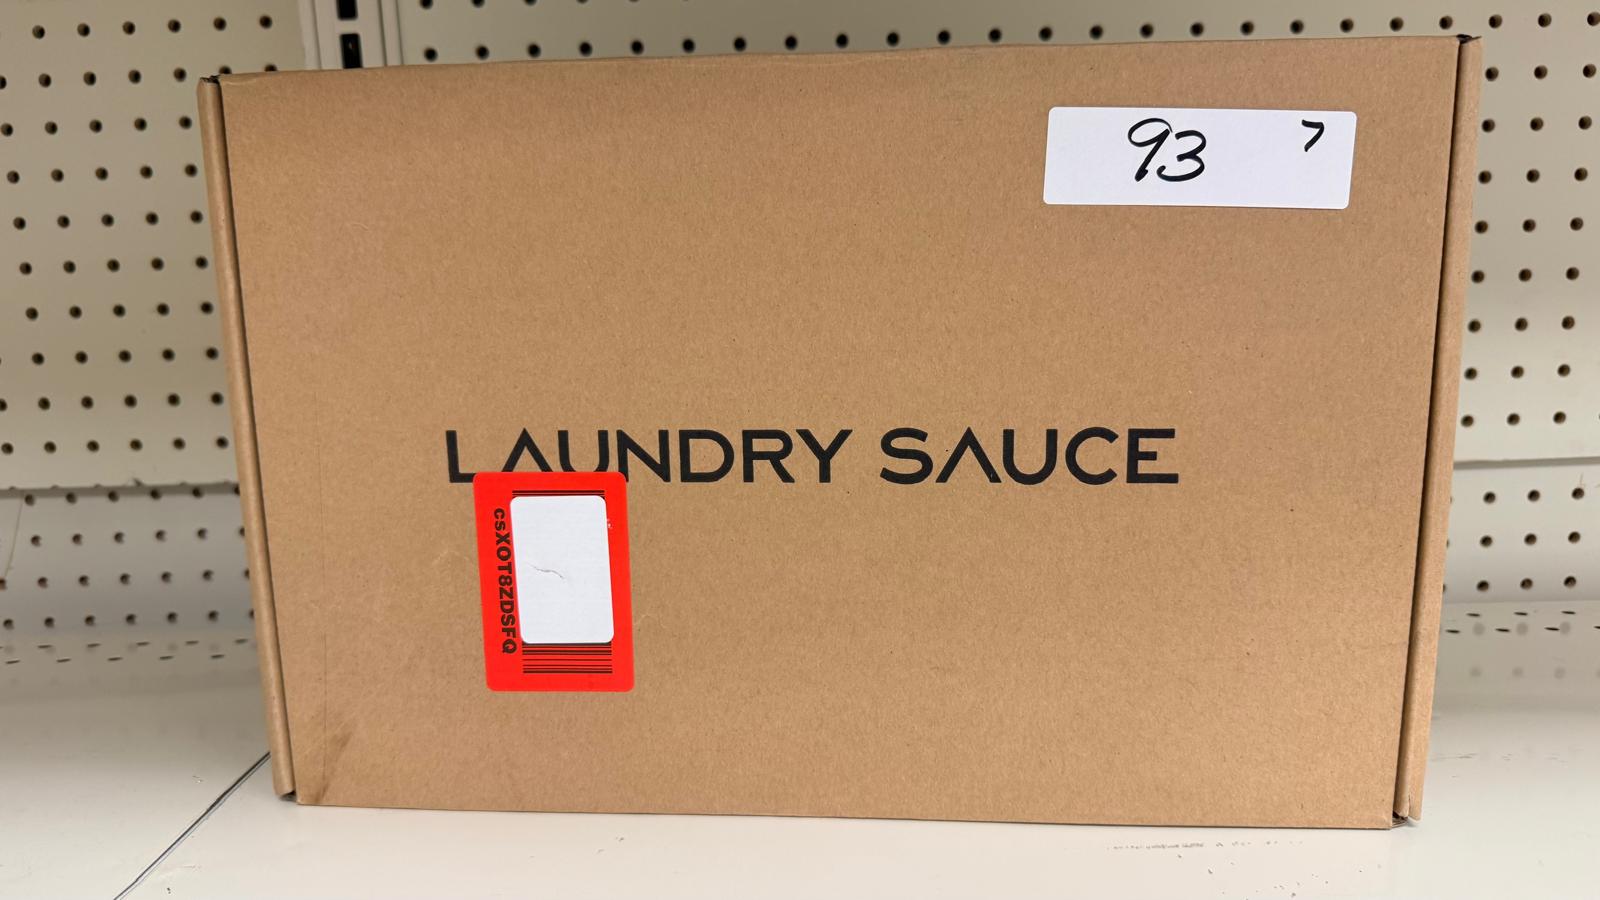 93 7
LAUNDRY SAUCE
csXOT8ZDSFQ